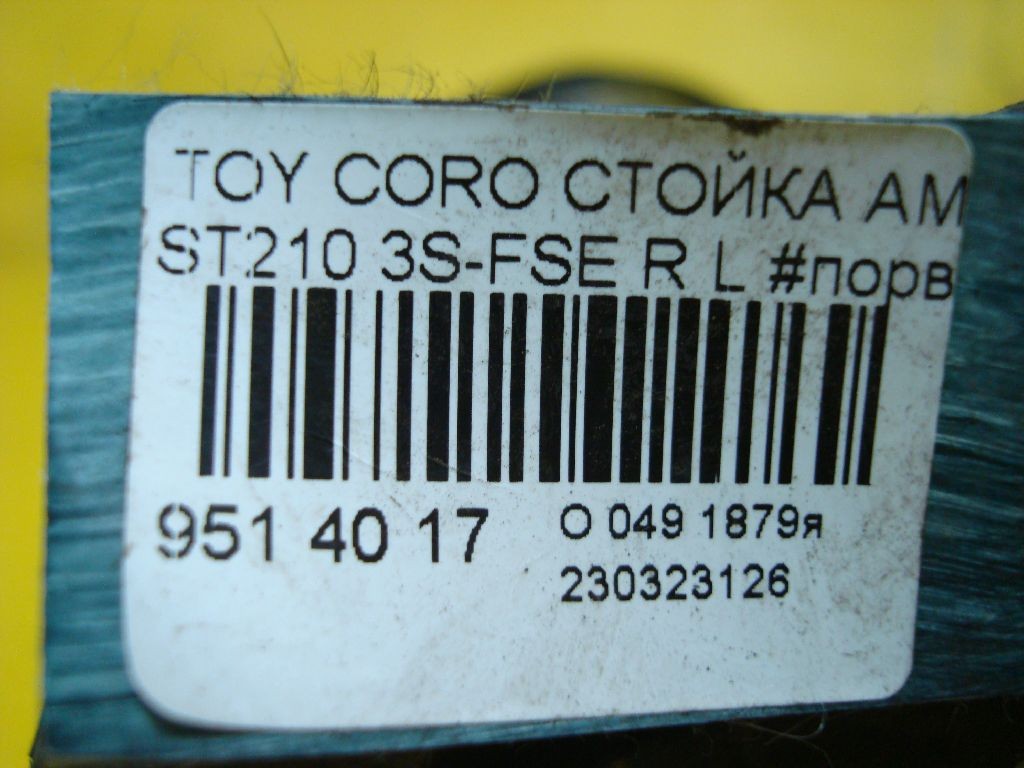 TOY CORO СТОЙКА АМ
ST210 3S-FSE R L #порв
951 40 17
О 049 1879я
230323126